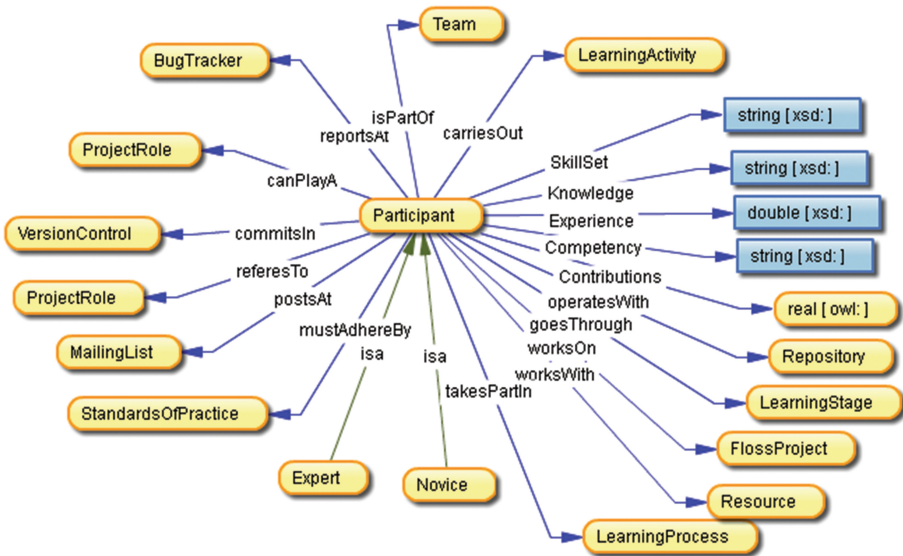 Team
BugTracker
LearningActivity
isPartOf
reportsAt
carriesOut
string [ xsd: ]
ProjectRole
SkillSet
canPlayA
Knowledge
string [ xsd: ]
Participant
Experience
double [ xsd: ]
VersionControl
commitsIn
Competency
string [ xsd: ]
referesTo
Contributions
ProjectRole
postsAt
operatesWith
real [ owl: ]
mustAdhereBy
goesThrough
MailingList
isa
isa
worksOn
Repository
worksWith
takesPartIn
LearningStage
StandardsOfPractice
FlossProject
Expert
Novice
Resource
LearningProcess